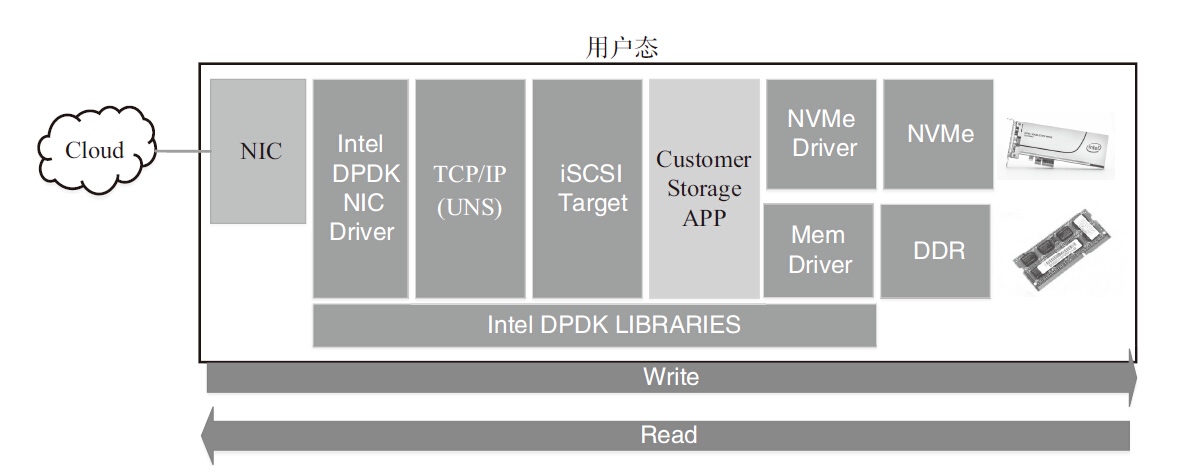 用户态
Cloud
NIC
Intel
DPDK
NIC
Driver
TCP/IP
(UNS)
iSCSI
Target
Customer
Storage
APP
NVMe
Driver
NVMe
intel
Mem
Driver
DDR
Intel DPDK LIBRARIES
Write
Read